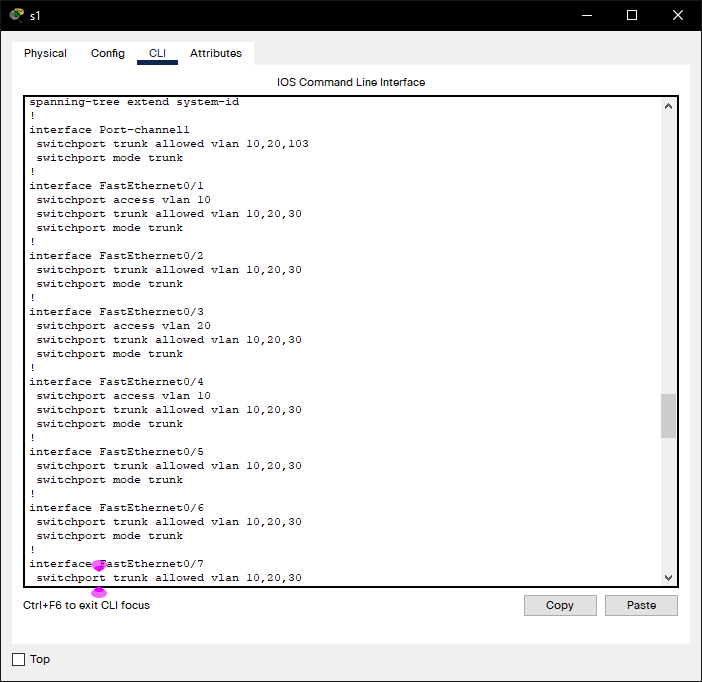 s1
Physical Config CLI Attributes
IOS Command Line Interface
spanning-tree extend system-id
!
interface Port-channel1
switchport trunk allowed vlan 10,20,103
switchport mode trunk
!
interface FastEthernet0/1
switchport access vlan 10
switchport trunk allowed vlan 10,20,30
switchport mode trunk
!
interface FastEthernet0/2
switchport trunk allowed vlan 10,20,30
switchport mode trunk
!
interface FastEthernet0/3
switchport access vlan 20
switchport trunk allowed vlan 10,20,30
switchport mode trunk
!
interface FastEthernet0/4
switchport access vlan 10
switchport trunk allowed vlan 10,20,30
switchport mode trunk
!
interface FastEthernet0/5
switchport trunk allowed vlan 10,20,30
switchport mode trunk
!
interface FastEthernet0/6
switchport trunk allowed vlan 10,20,30
switchport mode trunk
!
interface FastEthernet0/7
switchport trunk allowed vlan 10,20,30
Ctrl+F6 to exit CLI focus
Copy Paste
Top